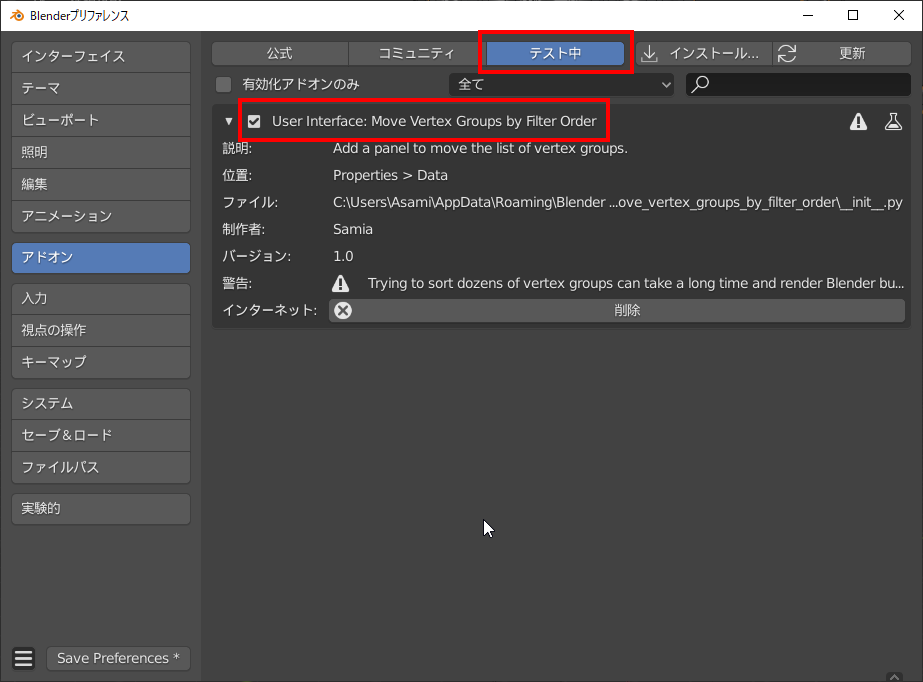 Blenderプリファレンス
インターフェイス
テーマ
ビューポート
照明
編集
アニメーション
アドオン
入力
視点の操作
キーマップ
システム
セーブ＆ロード
ファイルパス
実験的
Save Preferences *
公式 コミュニティ テスト中 インストール... 更新
有効化アドオンのみ 全て
User Interface: Move Vertex Groups by Filter Order
説明: Add a panel to move the list of vertex groups.
位置: Properties > Data
ファイル: C:\Users\Asami\AppData\Roaming\Blender ...ove_vertex_groups_by_filter_order\__init__.py
制作者: Samia
バージョン: 1.0
警告: Trying to sort dozens of vertex groups can take a long time and render Blender bu...
インターネット: 削除